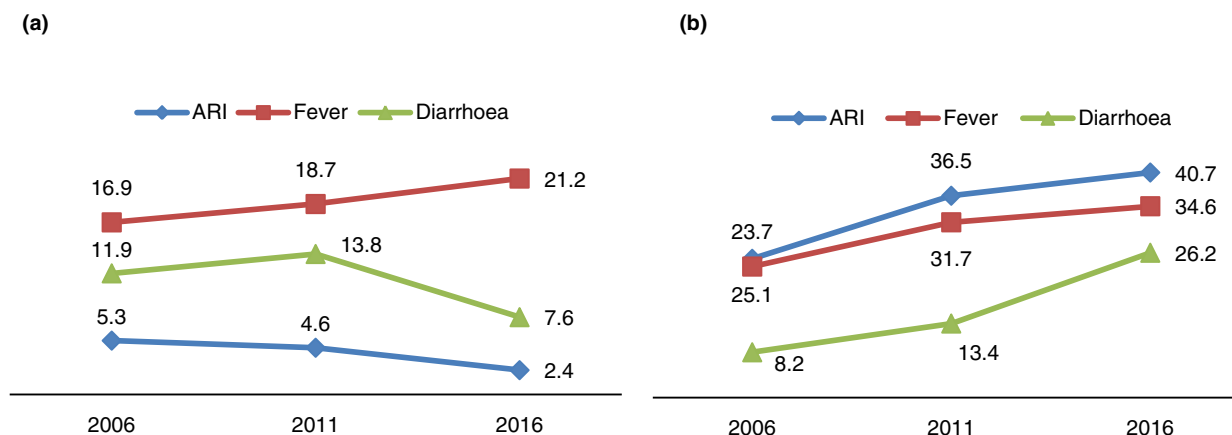 (a)
ARI Fever Diarrhoea
16.9 18.7 21.2
11.9 13.8 7.6
5.3 4.6 2.4
2006 2011 2016
(b)
ARI Fever Diarrhoea
23.7 36.5 40.7
25.1 31.7 34.6
8.2 13.4 26.2
2006 2011 2016